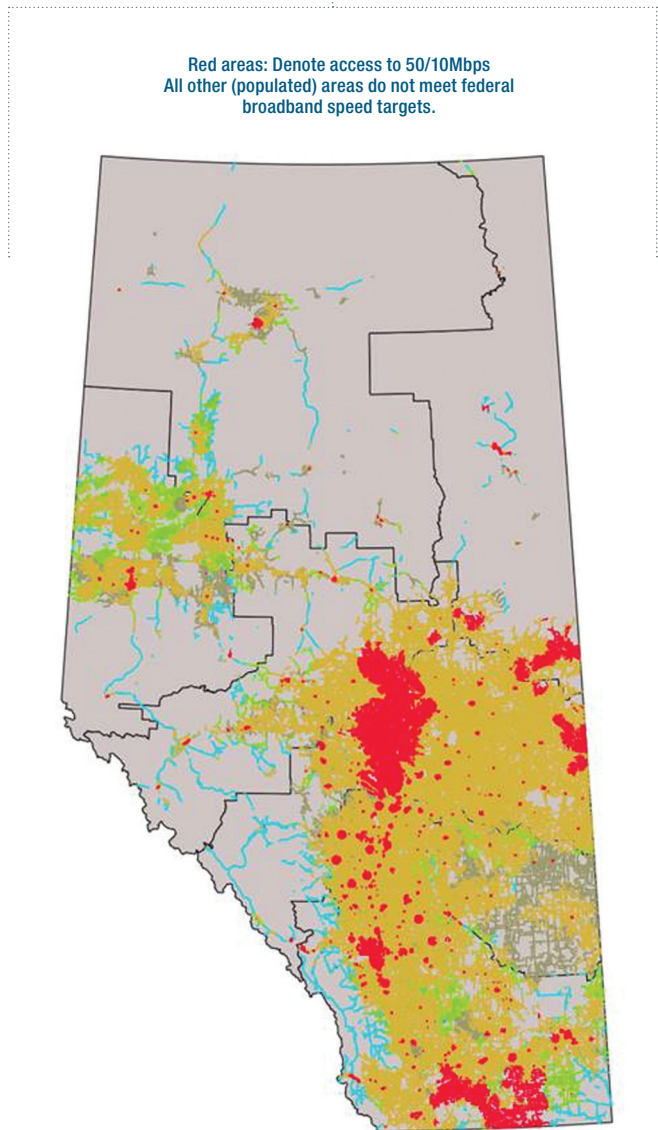 Red areas: Denote access to 50/10Mbps
All other (populated) areas do not meet federal
broadband speed targets.